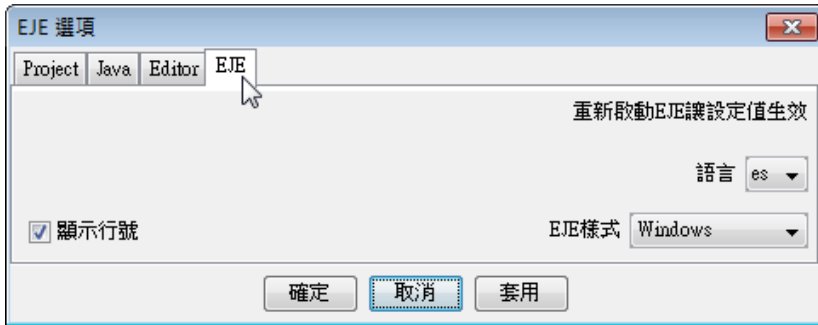 EJE 選項
Project Java Editor EJE
重新啟動EJE讓設定值生效
語言 es
顯示行號 EJE樣式 Windows
確定 取消 套用